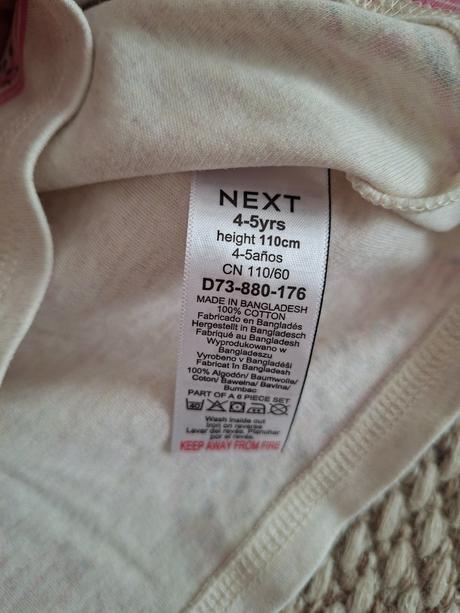 NEXT
4-5yrs
height 110cm
4-5años
CN 110/60
D73-880-176
MADE IN BANGLADESH
100% COTTON
Fabricado en Bangladés
Hergestellt in Bangladesch
Fabriqué au Bangladesh
Wyprodukowano w
Bangladeszu
Vyrobeno v Bangladéši
Fabricat în Bangladesh
100% Algodón/ Baumwolle/
Coton/ Bawełna/ Bavlna/
Bumbac
PART OF A 6 PIECE SET
40
Wash inside out
Iron on reverse
Lavar del revés. Planchar
por el revés.
KEEP AWAY FROM FIRE